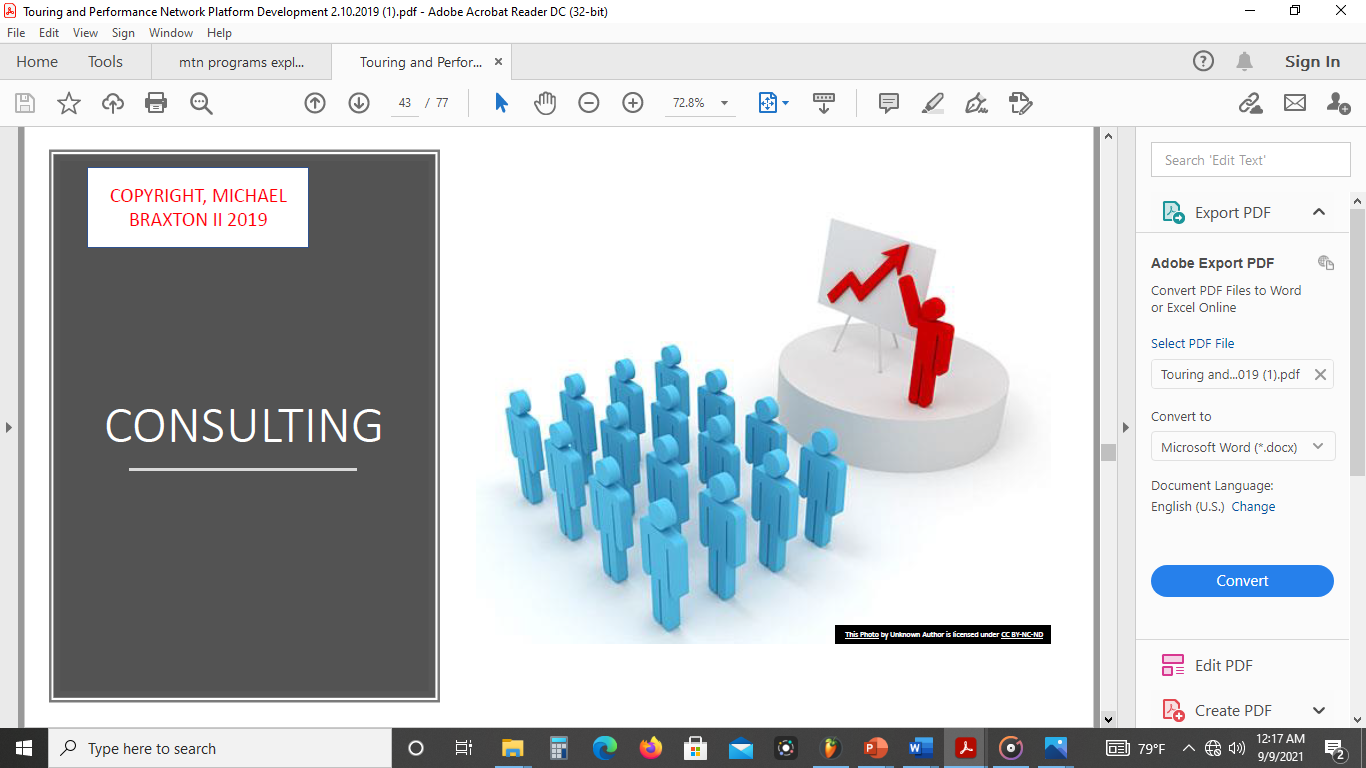 Touring and Performance Network Platform Development 2.10.2019 (1).pdf - Adobe Acrobat Reader DC (32-bit)
File Edit View Sign Window Help
Home Tools mtn programs expl... Touring and Perfor... × Sign In
43 / 77 72.8%
COPYRIGHT, MICHAEL
BRAXTON II 2019
CONSULTING
This Photo by Unknown Author is licensed under CC BY-NC-ND
Search 'Edit Text'
Export PDF
Adobe Export PDF
Convert PDF Files to Word
or Excel Online
Select PDF File
Touring and...019 (1).pdf
Convert to
Microsoft Word (*.docx)
Document Language:
English (U.S.) Change
Convert
Edit PDF
Create PDF
Type here to search
79°F
12:17 AM
9/9/2021
2